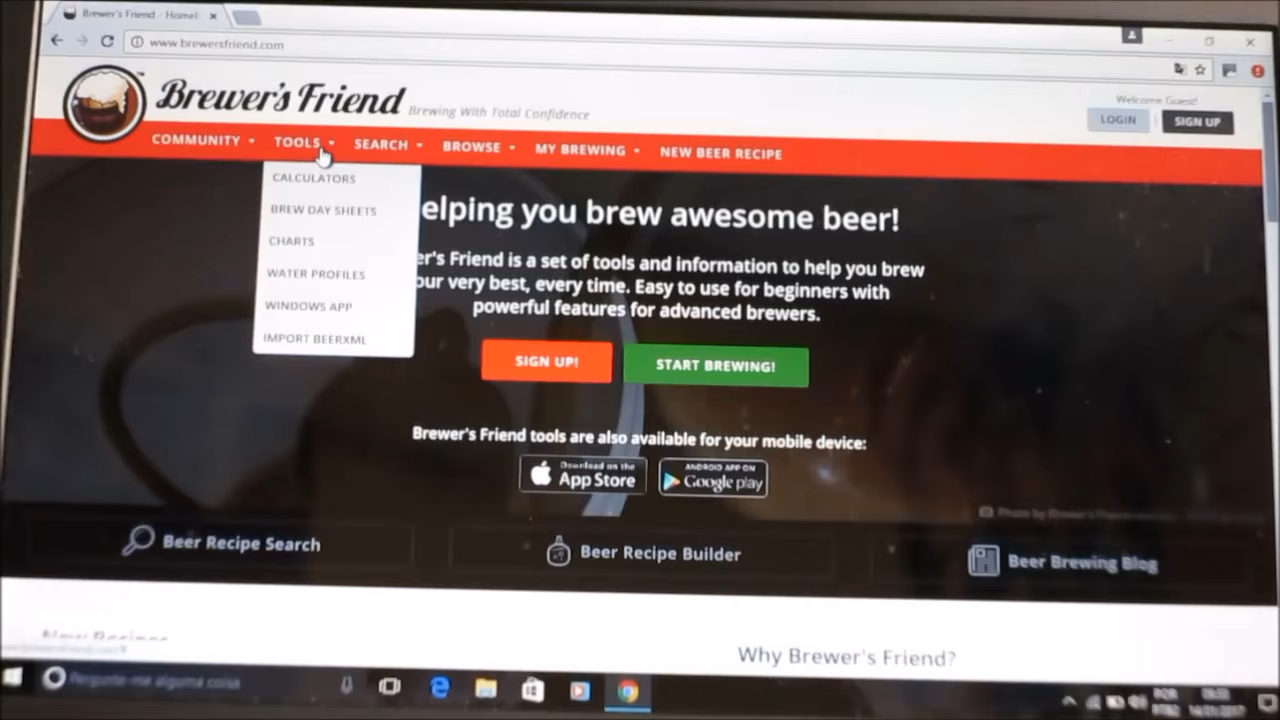 Brewer's Friend - Home
www.brewersfriend.com
Brewer's Friend
Brewing With Total Confidence
Welcome Guest!
LOGIN
SIGN UP
COMMUNITY TOOLS SEARCH BROWSE MY BREWING NEW BEER RECIPE
CALCULATORS
BREW DAY SHEETS
CHARTS
WATER PROFILES
WINDOWS APP
IMPORT BEERXML
elping you brew awesome beer!
er's Friend is a set of tools and information to help you brew
our very best, every time. Easy to use for beginners with
powerful features for advanced brewers.
SIGN UP!
START BREWING!
Brewer's Friend tools are also available for your mobile device:
Download on the
App Store
ANDROID APP ON
Google play
Beer Recipe Search
Beer Recipe Builder
Beer Brewing Blog
Why Brewer's Friend?
Pergunte-me alguma coisa